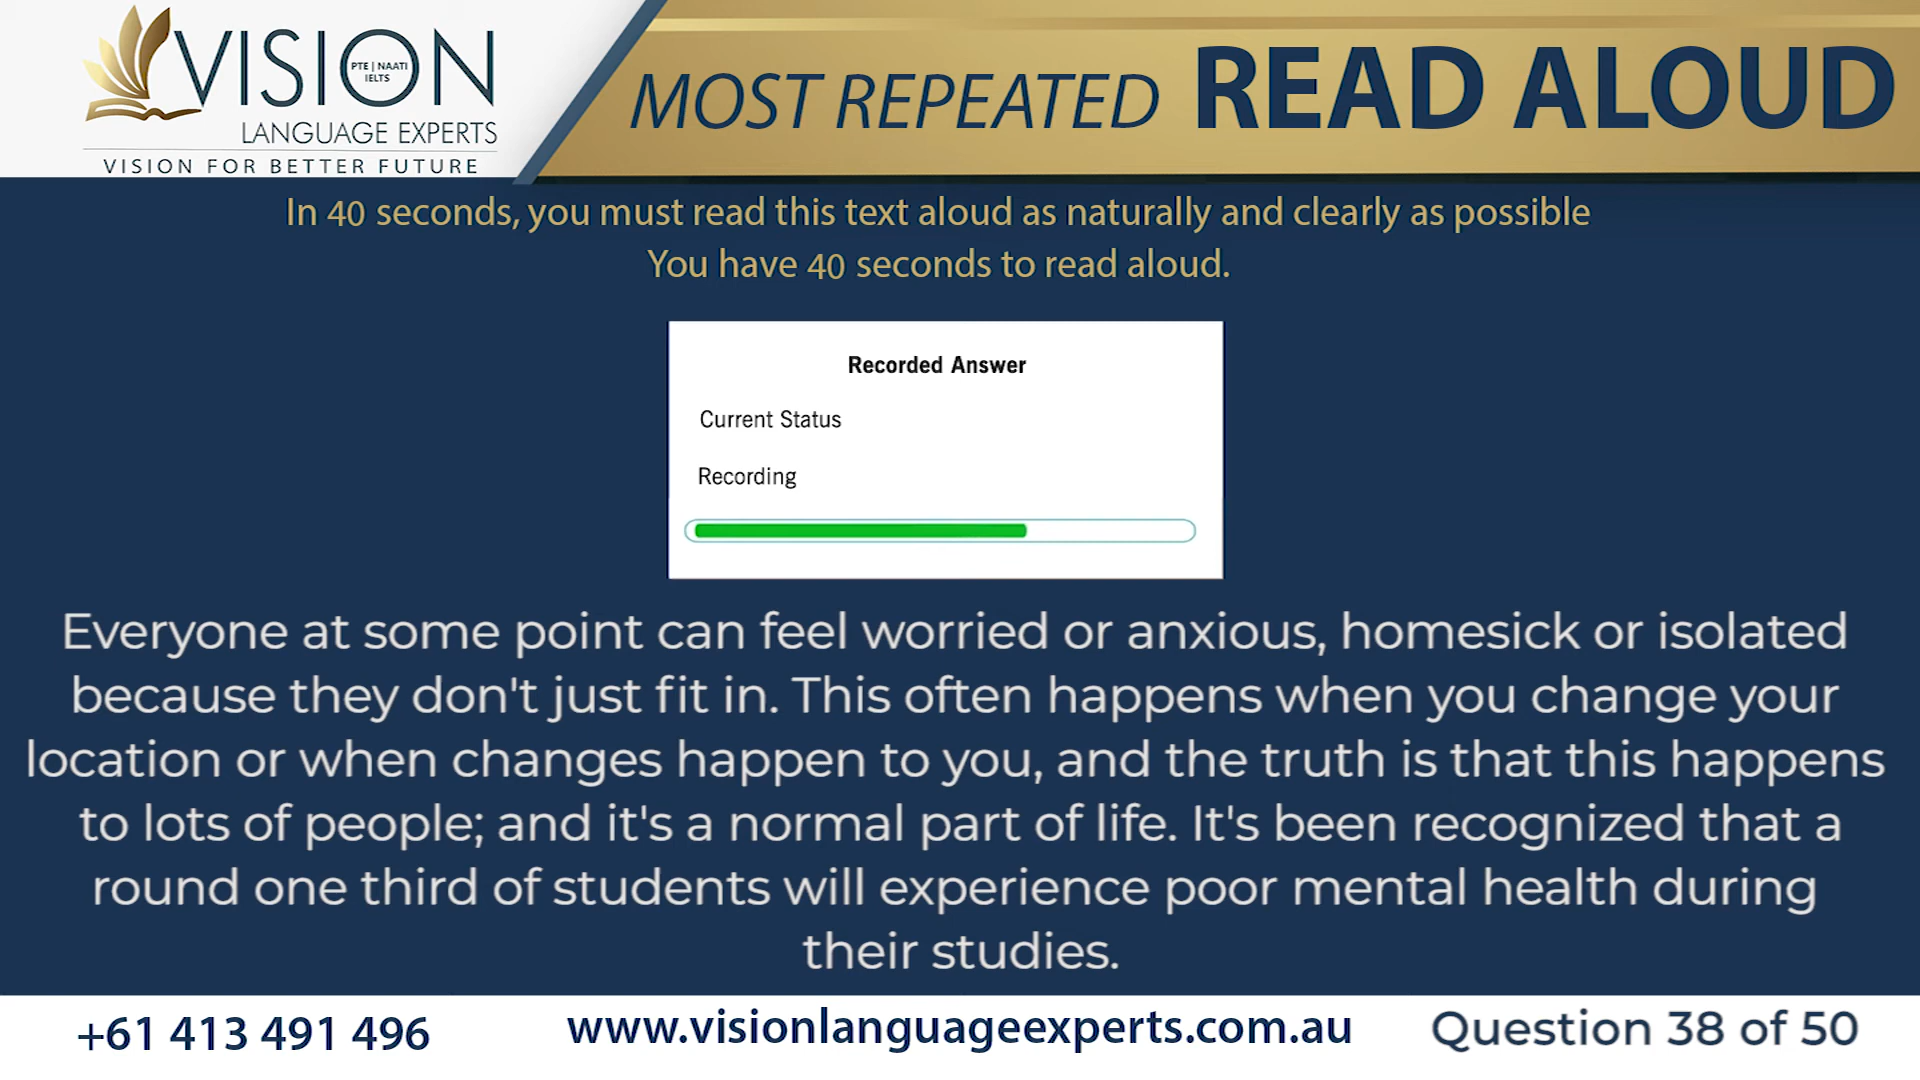 VISION
PTE | NAATI
IELTS
LANGUAGE EXPERTS
VISION FOR BETTER FUTURE
MOST REPEATED READ ALOUD
In 40 seconds, you must read this text aloud as naturally and clearly as possible
You have 40 seconds to read aloud.
Recorded Answer
Current Status
Recording
Everyone at some point can feel worried or anxious, homesick or isolated
because they don't just fit in. This often happens when you change your
location or when changes happen to you, and the truth is that this happens
to lots of people; and it's a normal part of life. It's been recognized that a
round one third of students will experience poor mental health during
their studies.
+61 413 491 496
www.visionlanguageexperts.com.au
Question 38 of 50